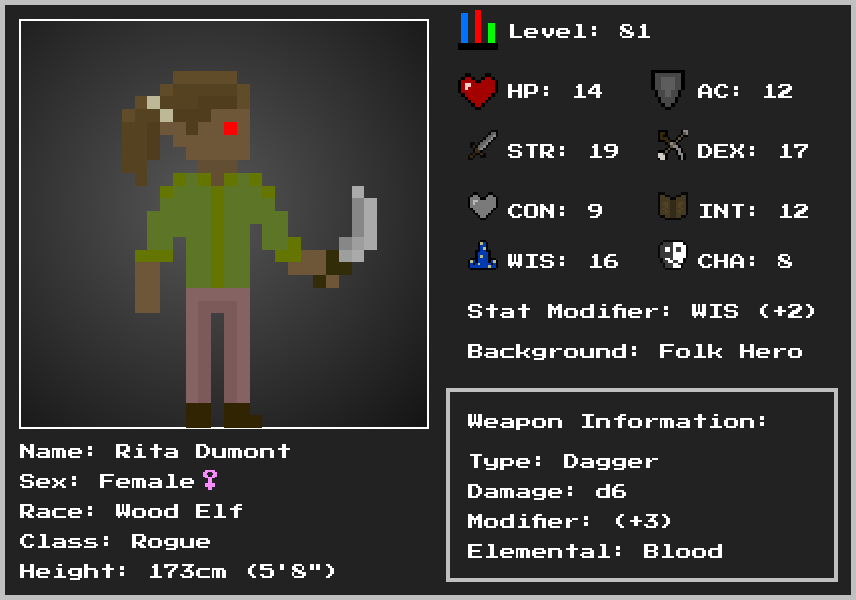 Level: 81
HP: 14
AC: 12
STR: 19
DEX: 17
CON: 9
INT: 12
WIS: 16
CHA: 8
Stat Modifier: WIS (+2)
Background: Folk Hero
Weapon Information:
Type: Dagger
Damage: d6
Modifier: (+3)
Elemental: Blood
Name: Rita Dumont
Sex: Female♀
Race: Wood Elf
Class: Rogue
Height: 173cm (5'8")